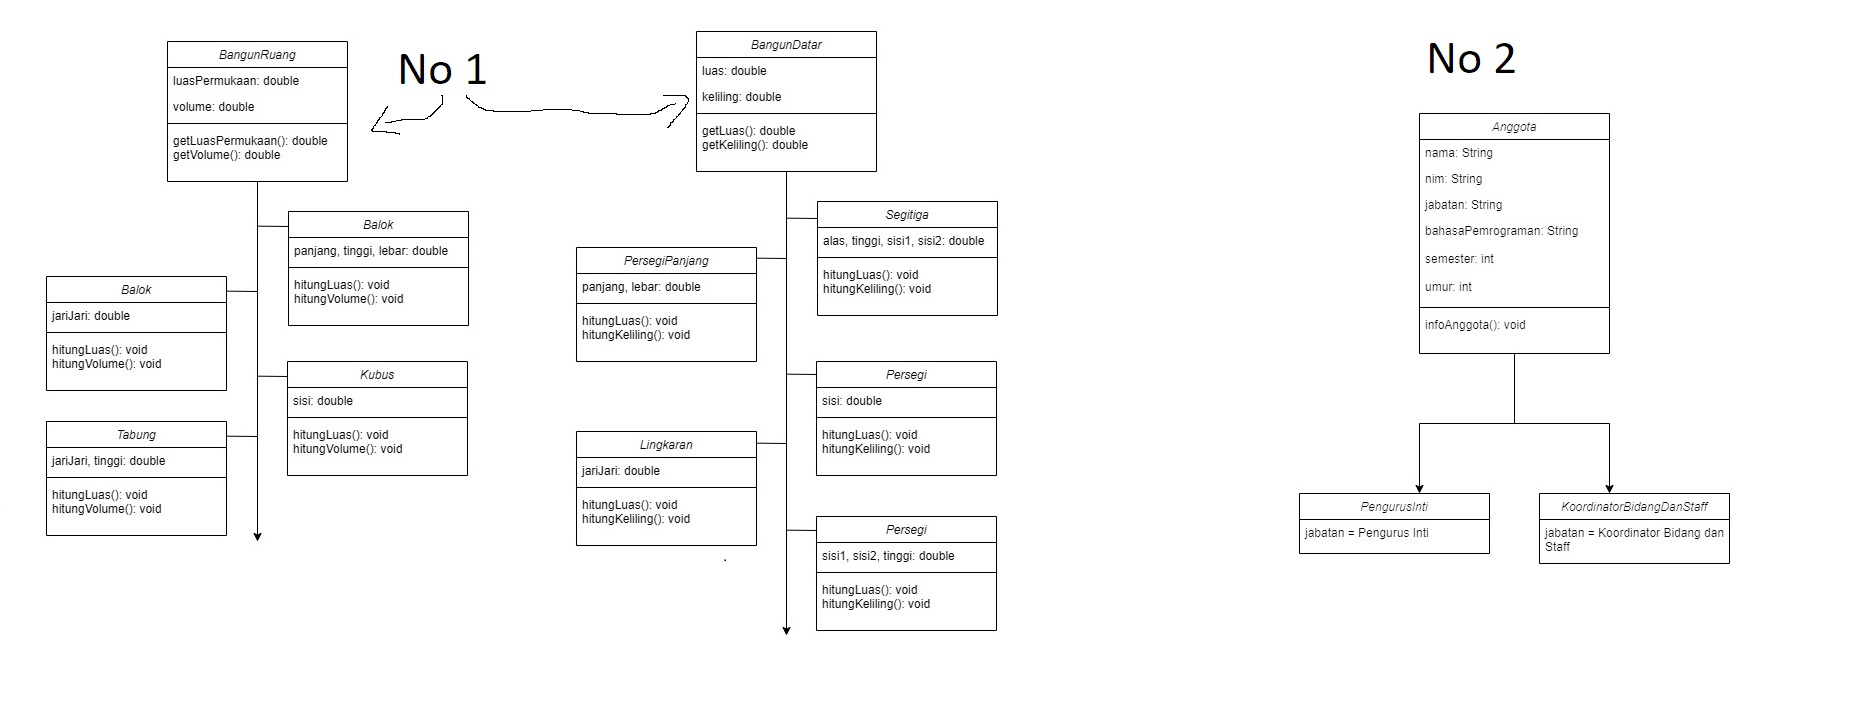 No 1
BangunRuang
luasPermukaan: double
volume: double
getLuasPermukaan(): double
getVolume(): double
Balok
panjang, tinggi, lebar: double
hitungLuas(): void
hitungVolume(): void
Balok
jariJari: double
hitungLuas(): void
hitungVolume(): void
Kubus
sisi: double
hitungLuas(): void
hitungVolume(): void
Tabung
jariJari, tinggi: double
hitungLuas(): void
hitungVolume(): void
BangunDatar
luas: double
keliling: double
getLuas(): double
getKeliling(): double
Segitiga
alas, tinggi, sisi1, sisi2: double
hitungLuas(): void
hitungKeliling(): void
PersegiPanjang
panjang, lebar: double
hitungLuas(): void
hitungKeliling(): void
Persegi
sisi: double
hitungLuas(): void
hitungKeliling(): void
Lingkaran
jariJari: double
hitungLuas(): void
hitungKeliling(): void
Persegi
sisi1, sisi2, tinggi: double
hitungLuas(): void
hitungKeliling(): void
No 2
Anggota
nama: String
nim: String
jabatan: String
bahasaPemrograman: String
semester: int
umur: int
infoAnggota(): void
PengurusInti
jabatan = Pengurus Inti
KoordinatorBidangDanStaff
jabatan = Koordinator Bidang dan
Staff